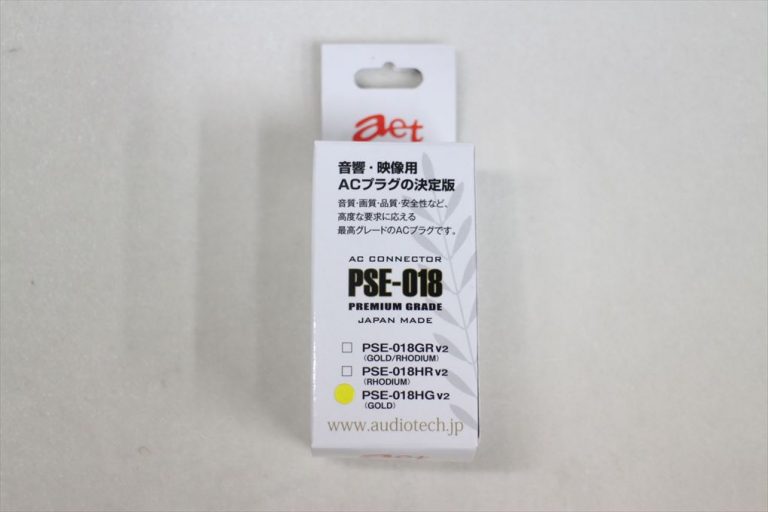 aet
音響・映像用
ACプラグの決定版
音質・画質・品質・安全性など、
高度な要求に応える
最高グレードのACプラグです。
AC CONNECTOR
PSE-018
PREMIUM GRADE
JAPAN MADE
PSE-018GR V2
(GOLD/RHODIUM)
PSE-018HR V2
(RHODIUM)
PSE-018HG V2
(GOLD)
www.audiotech.jp